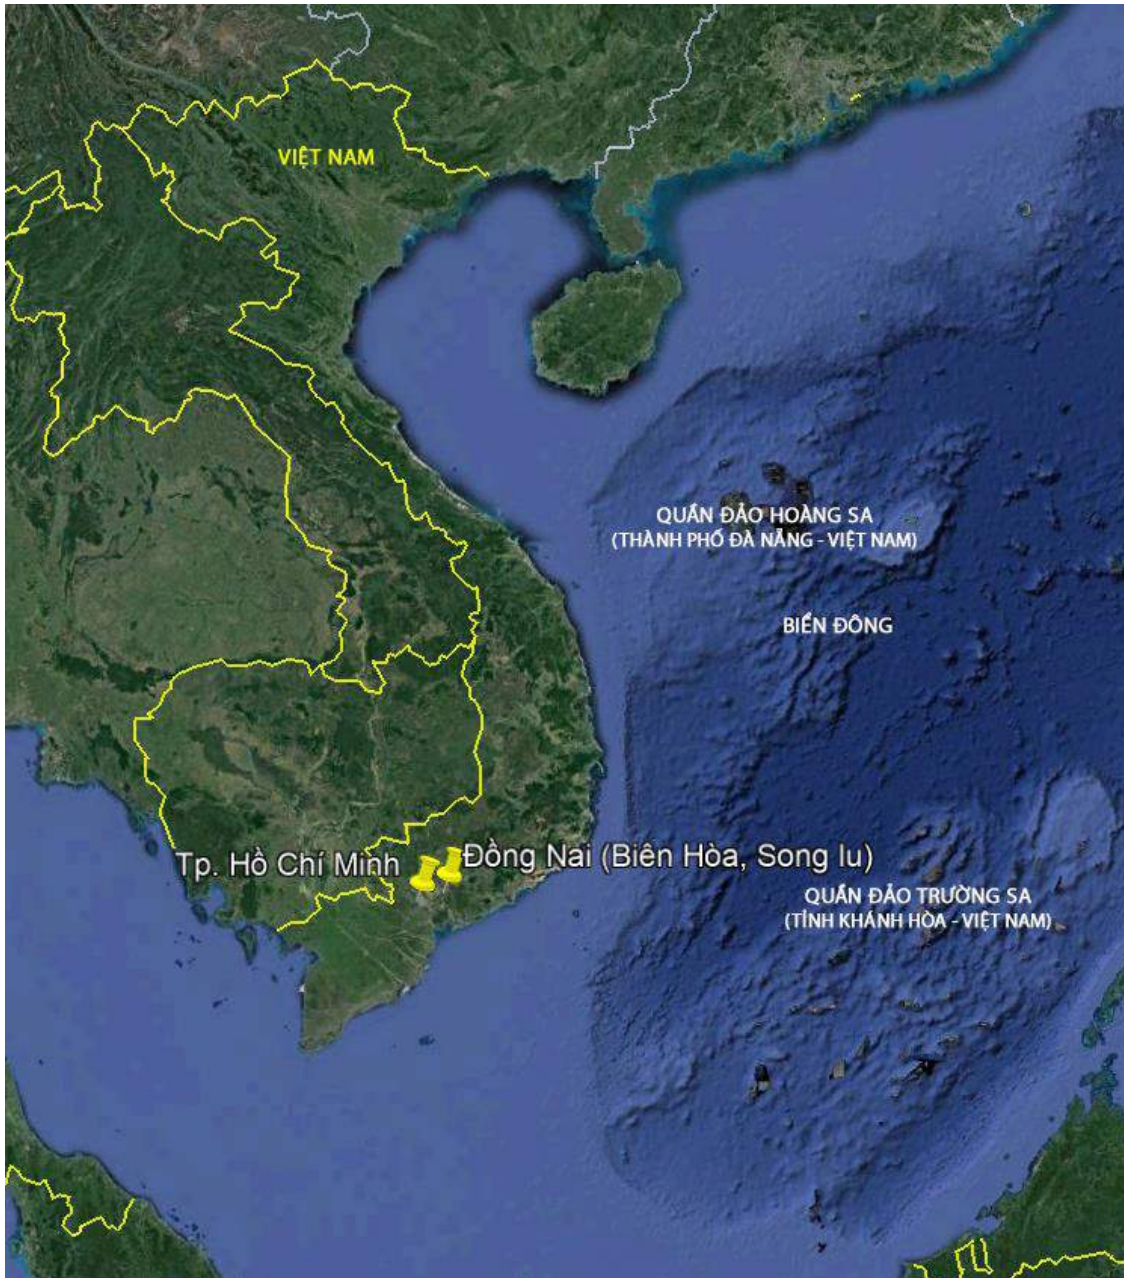 VIỆT NAM
QUẦN ĐẢO HOÀNG SA
(THÀNH PHỐ ĐÀ NẴNG - VIỆT NAM)
BIỂN ĐÔNG
Tp. Hồ Chí Minh
Đồng Nai (Biên Hòa, Song lu)
QUẦN ĐẢO TRƯỜNG SA
(TỈNH KHÁNH HÒA - VIỆT NAM)